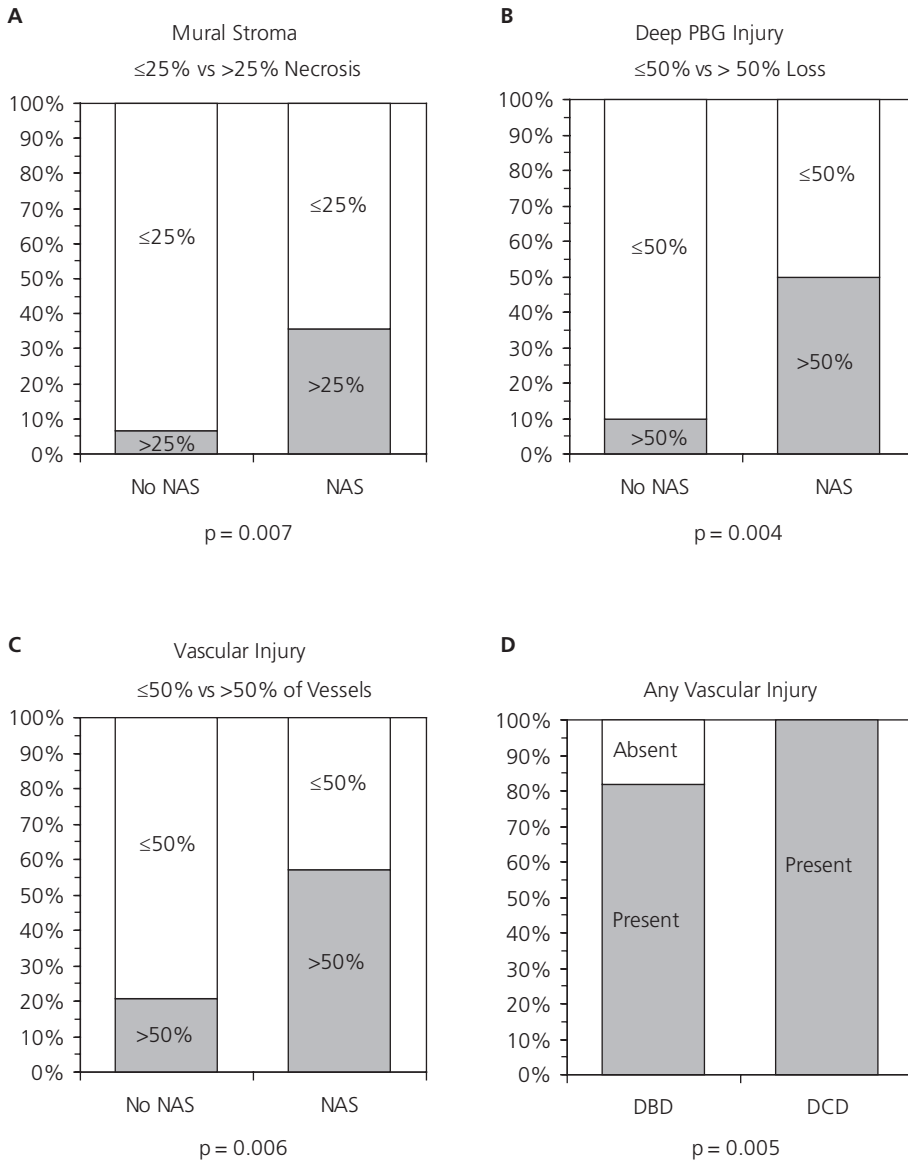 A
Mural Stroma
≤25% vs >25% Necrosis
100%
90%
80%
70%
60%
50%
40%
30%
20%
10%
0%
≤25%
>25%
≤25%
>25%
No NAS
NAS
p = 0.007
B
Deep PBG Injury
≤50% vs > 50% Loss
100%
90%
80%
70%
60%
50%
40%
30%
20%
10%
0%
≤50%
>50%
≤50%
>50%
No NAS
NAS
p = 0.004
C
Vascular Injury
≤50% vs >50% of Vessels
100%
90%
80%
70%
60%
50%
40%
30%
20%
10%
0%
≤50%
>50%
≤50%
>50%
No NAS
NAS
p = 0.006
D
Any Vascular Injury
100%
90%
80%
70%
60%
50%
40%
30%
20%
10%
0%
Absent
Present
Present
DBD
DCD
p = 0.005